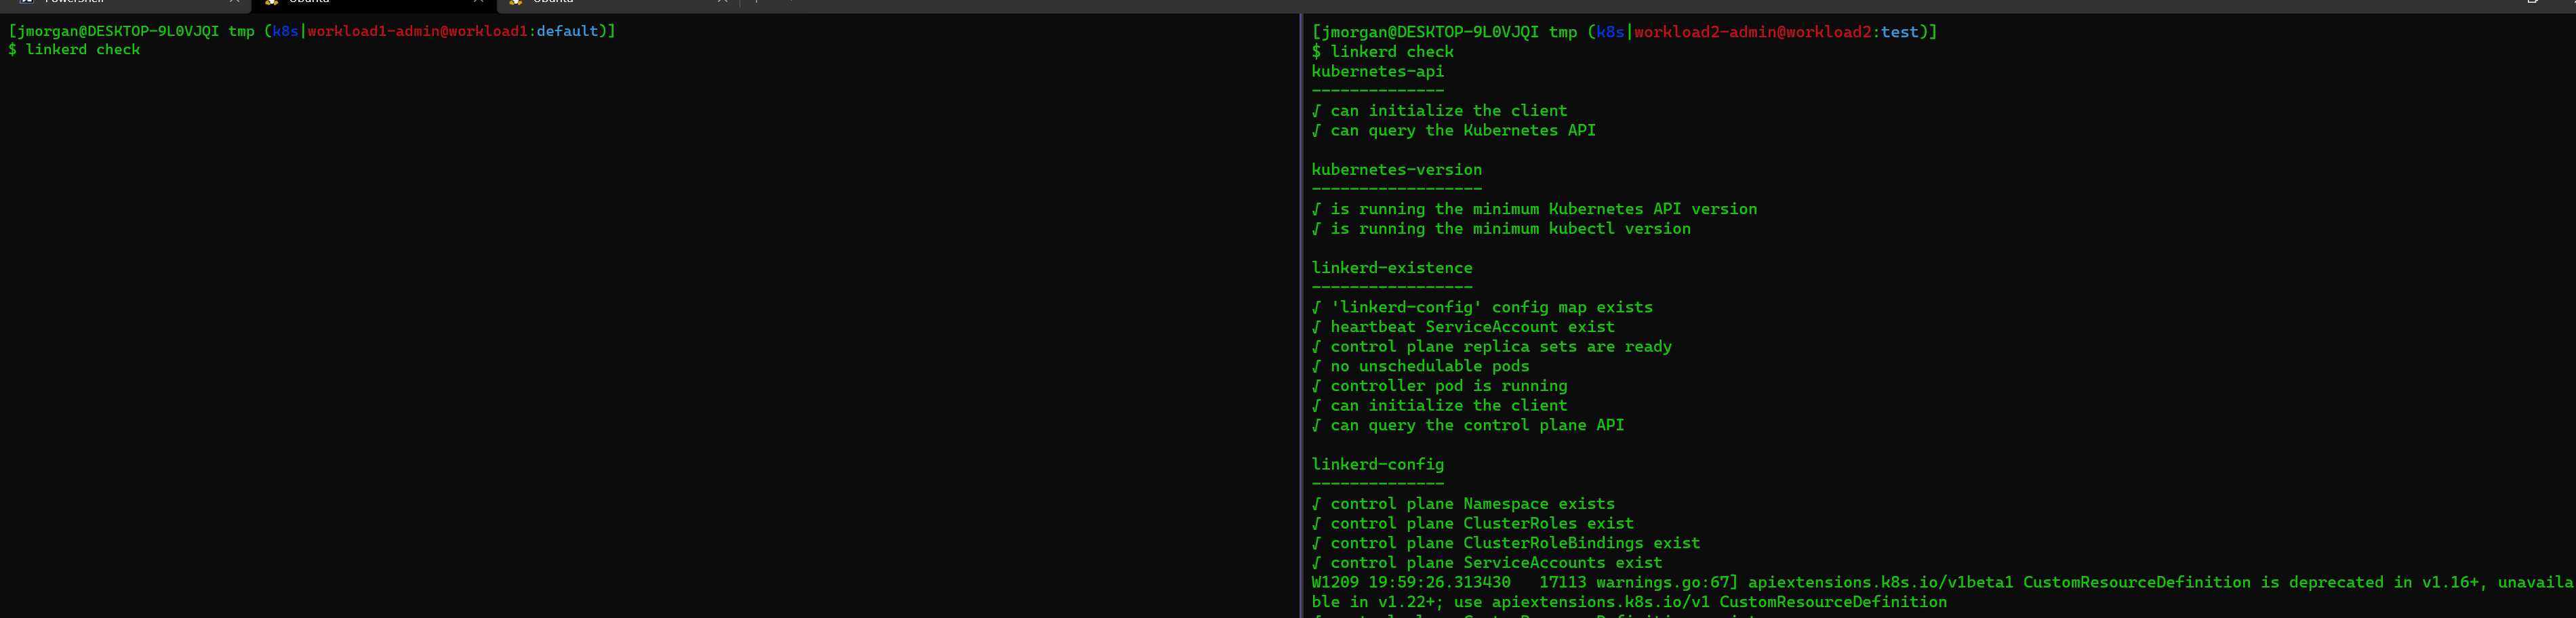 PowerShell
Ubuntu
Ubuntu
[jmorgan@DESKTOP-9L0VJQI tmp (k8s|workload1-admin@workload1:default)]
$ linkerd check
[jmorgan@DESKTOP-9L0VJQI tmp (k8s|workload2-admin@workload2:test)]
$ linkerd check
kubernetes-api
--------------
√ can initialize the client
√ can query the Kubernetes API
kubernetes-version
------------------
√ is running the minimum Kubernetes API version
√ is running the minimum kubectl version
linkerd-existence
-----------------
√ 'linkerd-config' config map exists
√ heartbeat ServiceAccount exist
√ control plane replica sets are ready
√ no unschedulable pods
√ controller pod is running
√ can initialize the client
√ can query the control plane API
linkerd-config
--------------
√ control plane Namespace exists
√ control plane ClusterRoles exist
√ control plane ClusterRoleBindings exist
√ control plane ServiceAccounts exist
W1209 19:59:26.313430   17113 warnings.go:67] apiextensions.k8s.io/v1beta1 CustomResourceDefinition is deprecated in v1.16+, unavaila
ble in v1.22+; use apiextensions.k8s.io/v1 CustomResourceDefinition